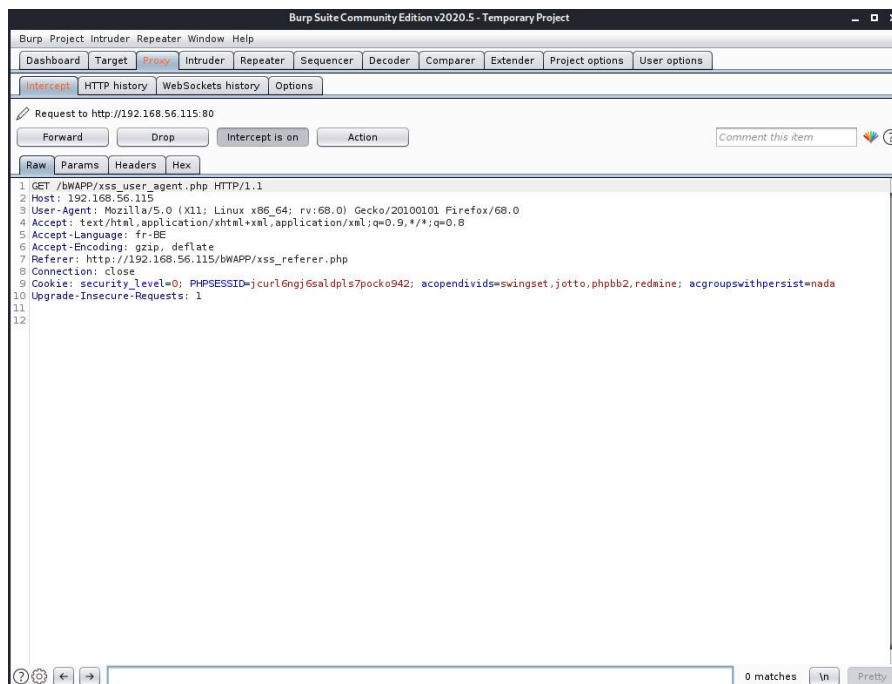 Burp Suite Community Edition v2020.5 - Temporary Project
Burp Project Intruder Repeater Window Help
Dashboard Target Proxy Intruder Repeater Sequencer Decoder Comparer Extender Project options User options
Intercept HTTP history WebSockets history Options
Request to http://192.168.56.115:80
Forward Drop Intercept is on Action Comment this item ?
Raw Params Headers Hex
1 GET /bWAPP/xss_user_agent.php HTTP/1.1
2 Host: 192.168.56.115
3 User-Agent: Mozilla/5.0 (X11; Linux x86_64; rv:68.0) Gecko/20100101 Firefox/68.0
4 Accept: text/html,application/xhtml+xml,application/xml;q=0.9,*/*;q=0.8
5 Accept-Language: fr-BE
6 Accept-Encoding: gzip, deflate
7 Referer: http://192.168.56.115/bWAPP/xss_referer.php
8 Connection: close
9 Cookie: security_level=0; PHPSESSID=jcurl6ngj6saldpls7pocko942; acopendivids=swingset,jotto,phpbb2,redmine; acgroupswithpersist=nada
10 Upgrade-Insecure-Requests: 1
11
12
? 0 matches \n Pretty